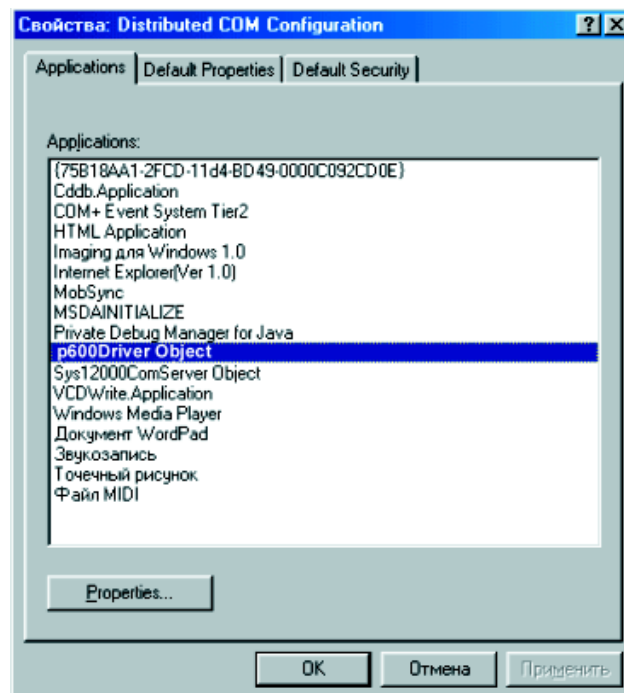 Свойства: Distributed COM Configuration
Applications Default Properties Default Security
Applications:
{75B18AA1-2FCD-11d4-BD49-0000C092CD0E}
Cddb.Application
COM+ Event System Tier2
HTML Application
Imaging для Windows 1.0
Internet Explorer(Ver 1.0)
MobSync
MSDAINITIALIZE
Private Debug Manager for Java
p600Driver Object
Sys12000ComServer Object
VCDWrite.Application
Windows Media Player
Документ WordPad
Звукозапись
Точечный рисунок
Файл MIDI
Properties...
OK Отмена Применить